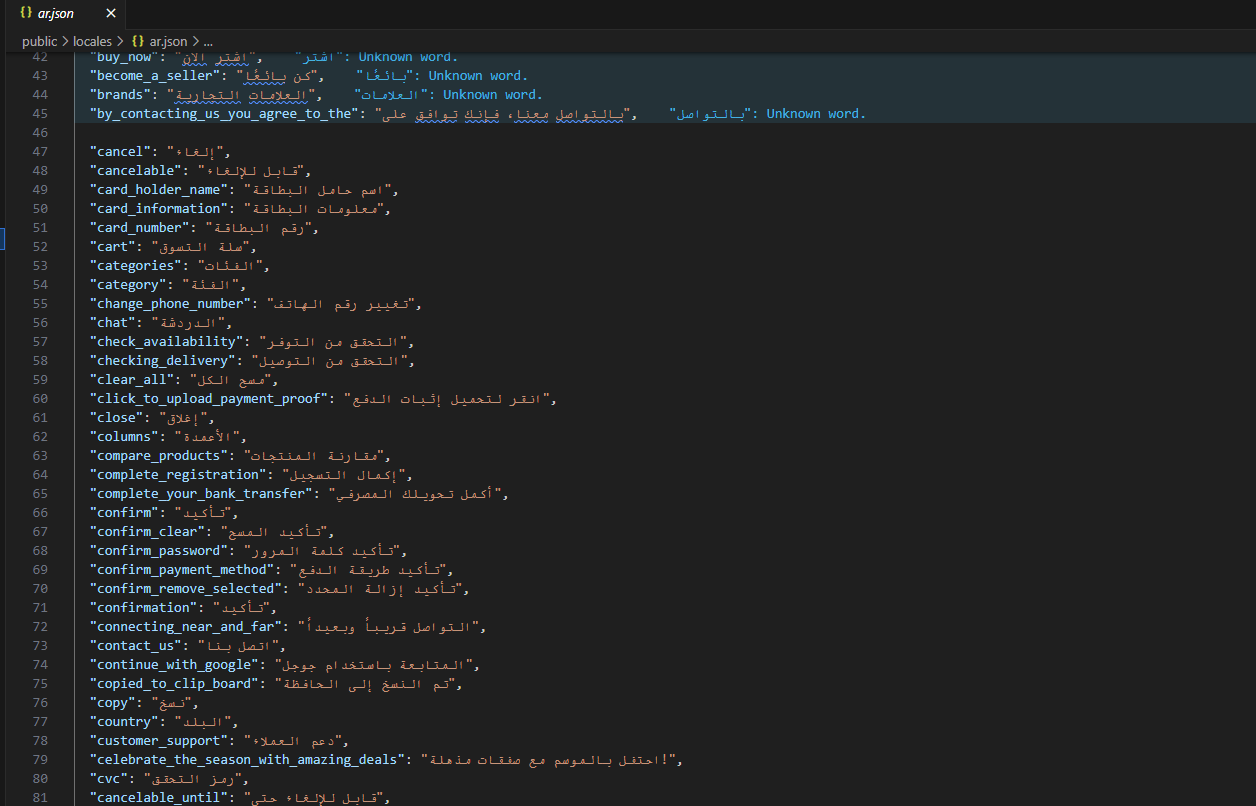 ar.json
public > locales > ar.json > ...
42 "buy_now": "اشتر الآن", "اشتر": Unknown word.
43 "become_a_seller": "كن بائعًا", "بائعًا": Unknown word.
44 "brands": "العلامات التجارية", "العلامات": Unknown word.
45 "by_contacting_us_you_agree_to_the": "بالتواصل معنا، فإنك توافق على", "بالتواصل": Unknown word.
46
47 "cancel": "إلغاء",
48 "cancelable": "قابل للإلغاء",
49 "card_holder_name": "اسم حامل البطاقة",
50 "card_information": "معلومات البطاقة",
51 "card_number": "رقم البطاقة",
52 "cart": "سلة التسوق",
53 "categories": "الفئات",
54 "category": "الفئة",
55 "change_phone_number": "تغيير رقم الهاتف",
56 "chat": "الدردشة",
57 "check_availability": "التحقق من التوفر",
58 "checking_delivery": "التحقق من التوصيل",
59 "clear_all": "مسح الكل",
60 "click_to_upload_payment_proof": "انقر لتحميل إثبات الدفع",
61 "close": "إغلاق",
62 "columns": "الأعمدة",
63 "compare_products": "مقارنة المنتجات",
64 "complete_registration": "إكمال التسجيل",
65 "complete_your_bank_transfer": "أكمل تحويلك المصرفي",
66 "confirm": "تأكيد",
67 "confirm_clear": "تأكيد المسح",
68 "confirm_password": "تأكيد كلمة المرور",
69 "confirm_payment_method": "تأكيد طريقة الدفع",
70 "confirm_remove_selected": "تأكيد إزالة المحدد",
71 "confirmation": "تأكيد",
72 "connecting_near_and_far": "التواصل قريباً وبعيداً",
73 "contact_us": "اتصل بنا",
74 "continue_with_google": "المتابعة باستخدام جوجل",
75 "copied_to_clip_board": "تم النسخ إلى الحافظة",
76 "copy": "نسخ",
77 "country": "البلد",
78 "customer_support": "دعم العملاء",
79 "celebrate_the_season_with_amazing_deals": "احتفل بالموسم مع صفقات مذهلة!",
80 "cvc": "رمز التحقق",
81 "cancelable_until": "قابل للإلغاء حتى",